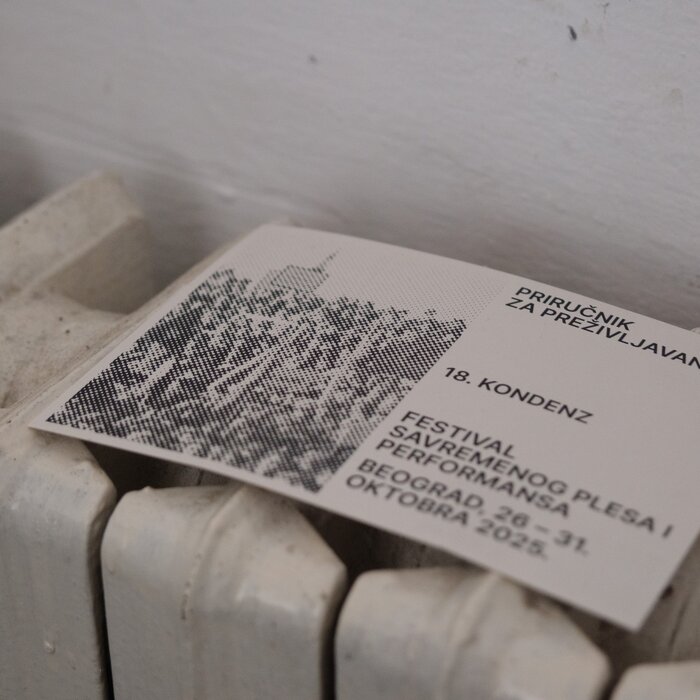 PRIRUČNIK
ZA PREŽIVLJAVAN
18. KONDENZ
FESTIVAL
SAVREMENOG PLESA I
PERFORMANSA
BEOGRAD, 26 – 31.
OKTOBRA 2025.